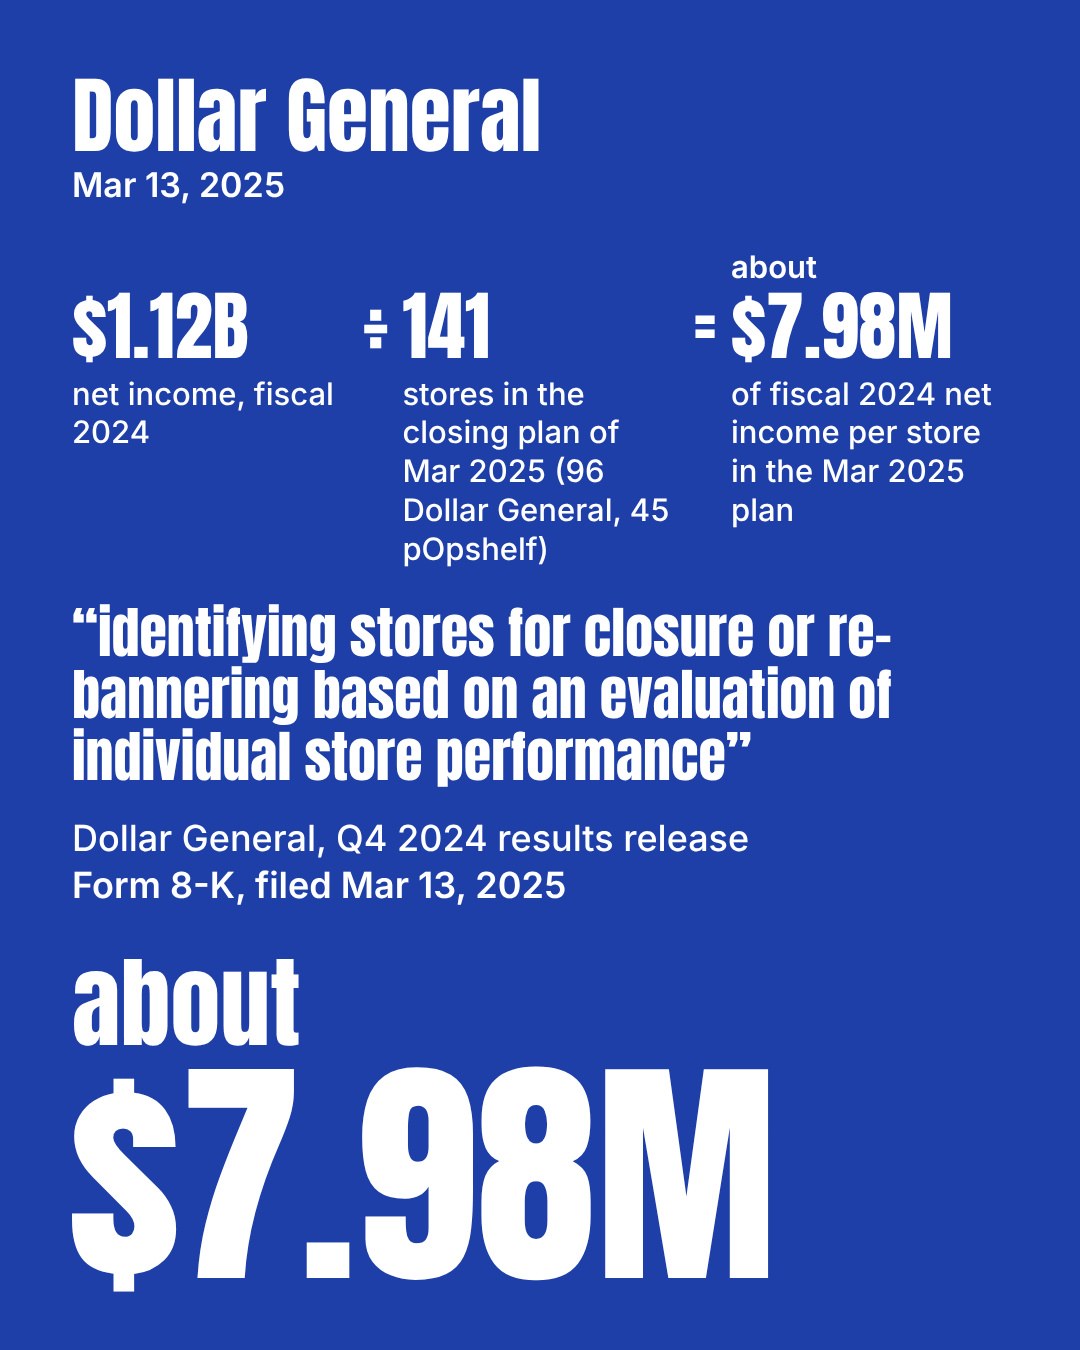 Dollar General
Mar 13, 2025
$1.12B
net income, fiscal
2024
÷
141
stores in the
closing plan of
Mar 2025 (96
Dollar General, 45
pOpshelf)
=
about
$7.98M
of fiscal 2024 net
income per store
in the Mar 2025
plan
“identifying stores for closure or re-
bannering based on an evaluation of
individual store performance”
Dollar General, Q4 2024 results release
Form 8-K, filed Mar 13, 2025
about
$7.98M